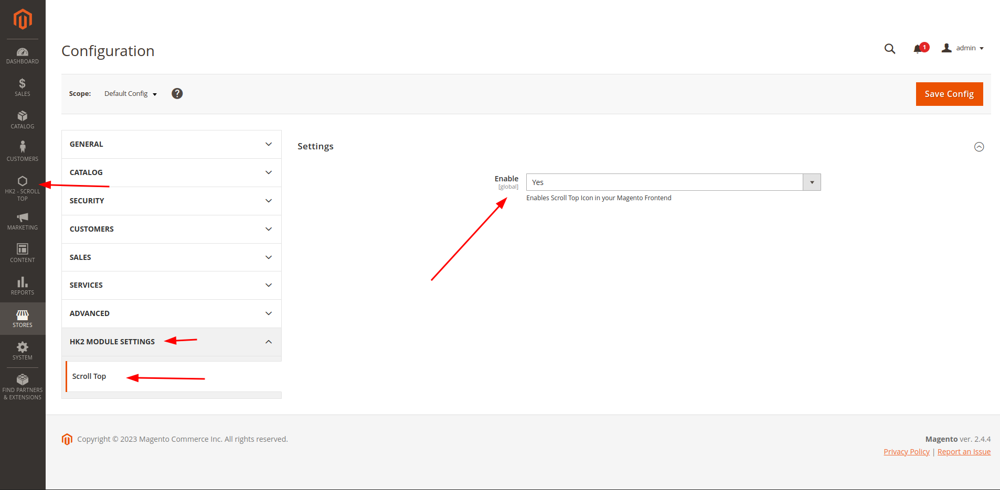 DASHBOARD
SALES
CATALOG
CUSTOMERS
HK2 - SCROLL
TOP
MARKETING
CONTENT
REPORTS
STORES
SYSTEM
FIND PARTNERS
& EXTENSIONS
Configuration
1
admin
Scope: Default Config ?
Save Config
GENERAL
CATALOG
SECURITY
CUSTOMERS
SALES
SERVICES
ADVANCED
HK2 MODULE SETTINGS
Scroll Top
Settings
Enable
[global]
Yes
Enables Scroll Top Icon in your Magento Frontend
Copyright © 2023 Magento Commerce Inc. All rights reserved.
Magento ver. 2.4.4
Privacy Policy | Report an Issue